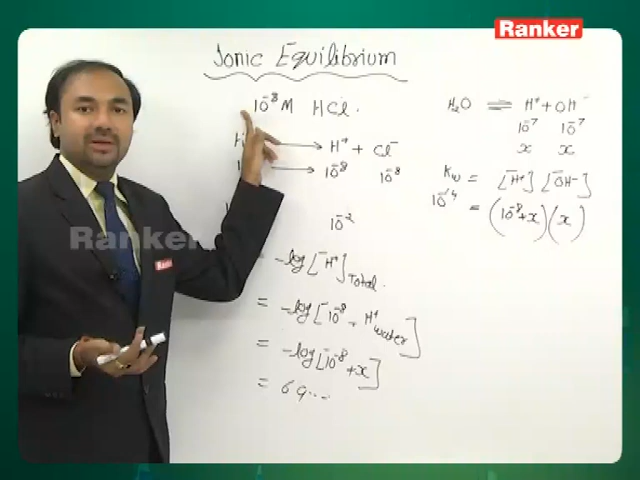 Ranker
Ionic Equilibrium
10⁻⁸ M HCl.
H⁺ + Cl⁻
10⁻⁸ 10⁻⁸
10⁻²
= -log [H⁺]Total.
= -log [10⁻⁸ + H⁺water]
= -log [10⁻⁸ + x]
= 6.9...
H₂O ⇌ H⁺ + OH⁻
10⁻⁷ 10⁻⁷
x x
Kw = [H⁺] [OH⁻]
10⁻¹⁴ = (10⁻⁸ + x) (x)
Ranker
Ranker